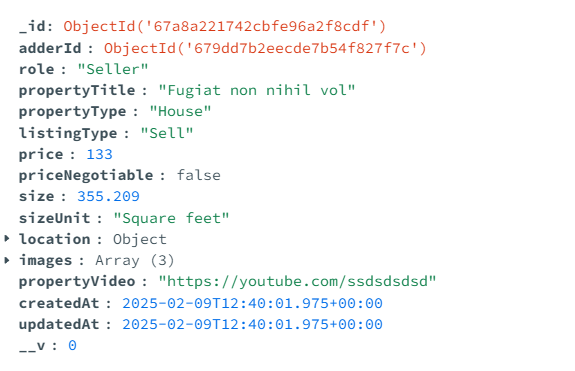 _id: ObjectId('67a8a221742cbfe96a2f8cdf')
adderId : ObjectId('679dd7b2eecde7b54f827f7c')
role : "Seller"
propertyTitle : "Fugiat non nihil vol"
propertyType : "House"
listingType : "Sell"
price : 133
priceNegotiable : false
size : 355.209
sizeUnit : "Square feet"
location : Object
images : Array (3)
propertyVideo : "https://youtube.com/ssdsdsdsd"
createdAt : 2025-02-09T12:40:01.975+00:00
updatedAt : 2025-02-09T12:40:01.975+00:00
__v : 0